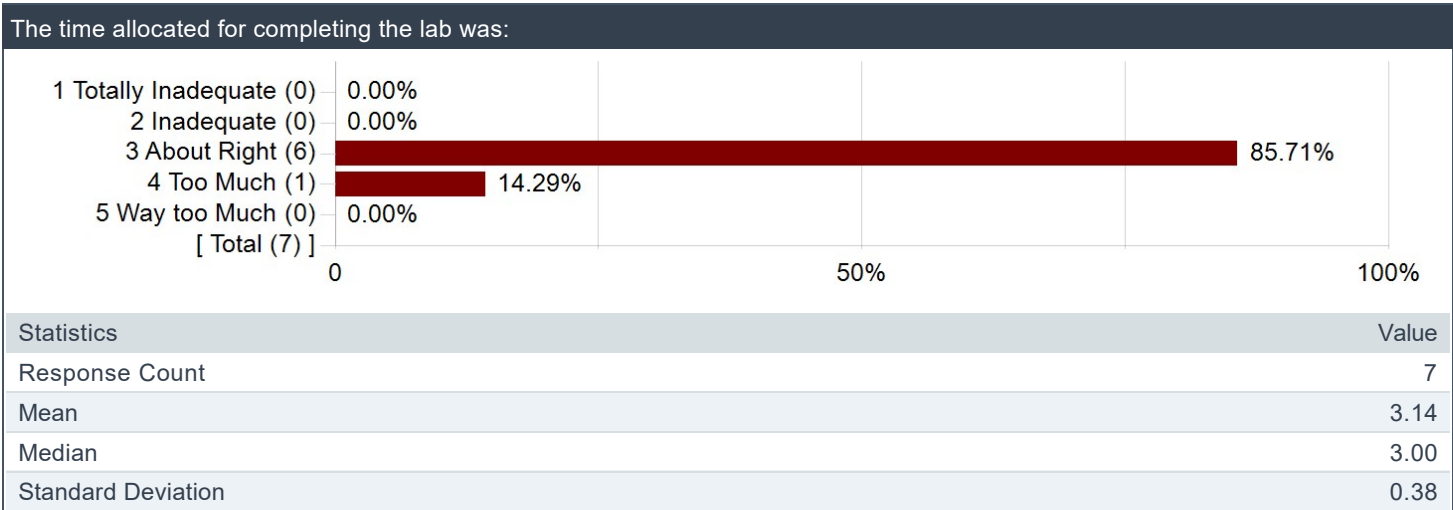 The time allocated for completing the lab was:
1 Totally Inadequate (0) 0.00%
2 Inadequate (0) 0.00%
3 About Right (6) 85.71%
4 Too Much (1) 14.29%
5 Way too Much (0) 0.00%
[ Total (7) ]
0 50% 100%
Statistics Value
Response Count 7
Mean 3.14
Median 3.00
Standard Deviation 0.38